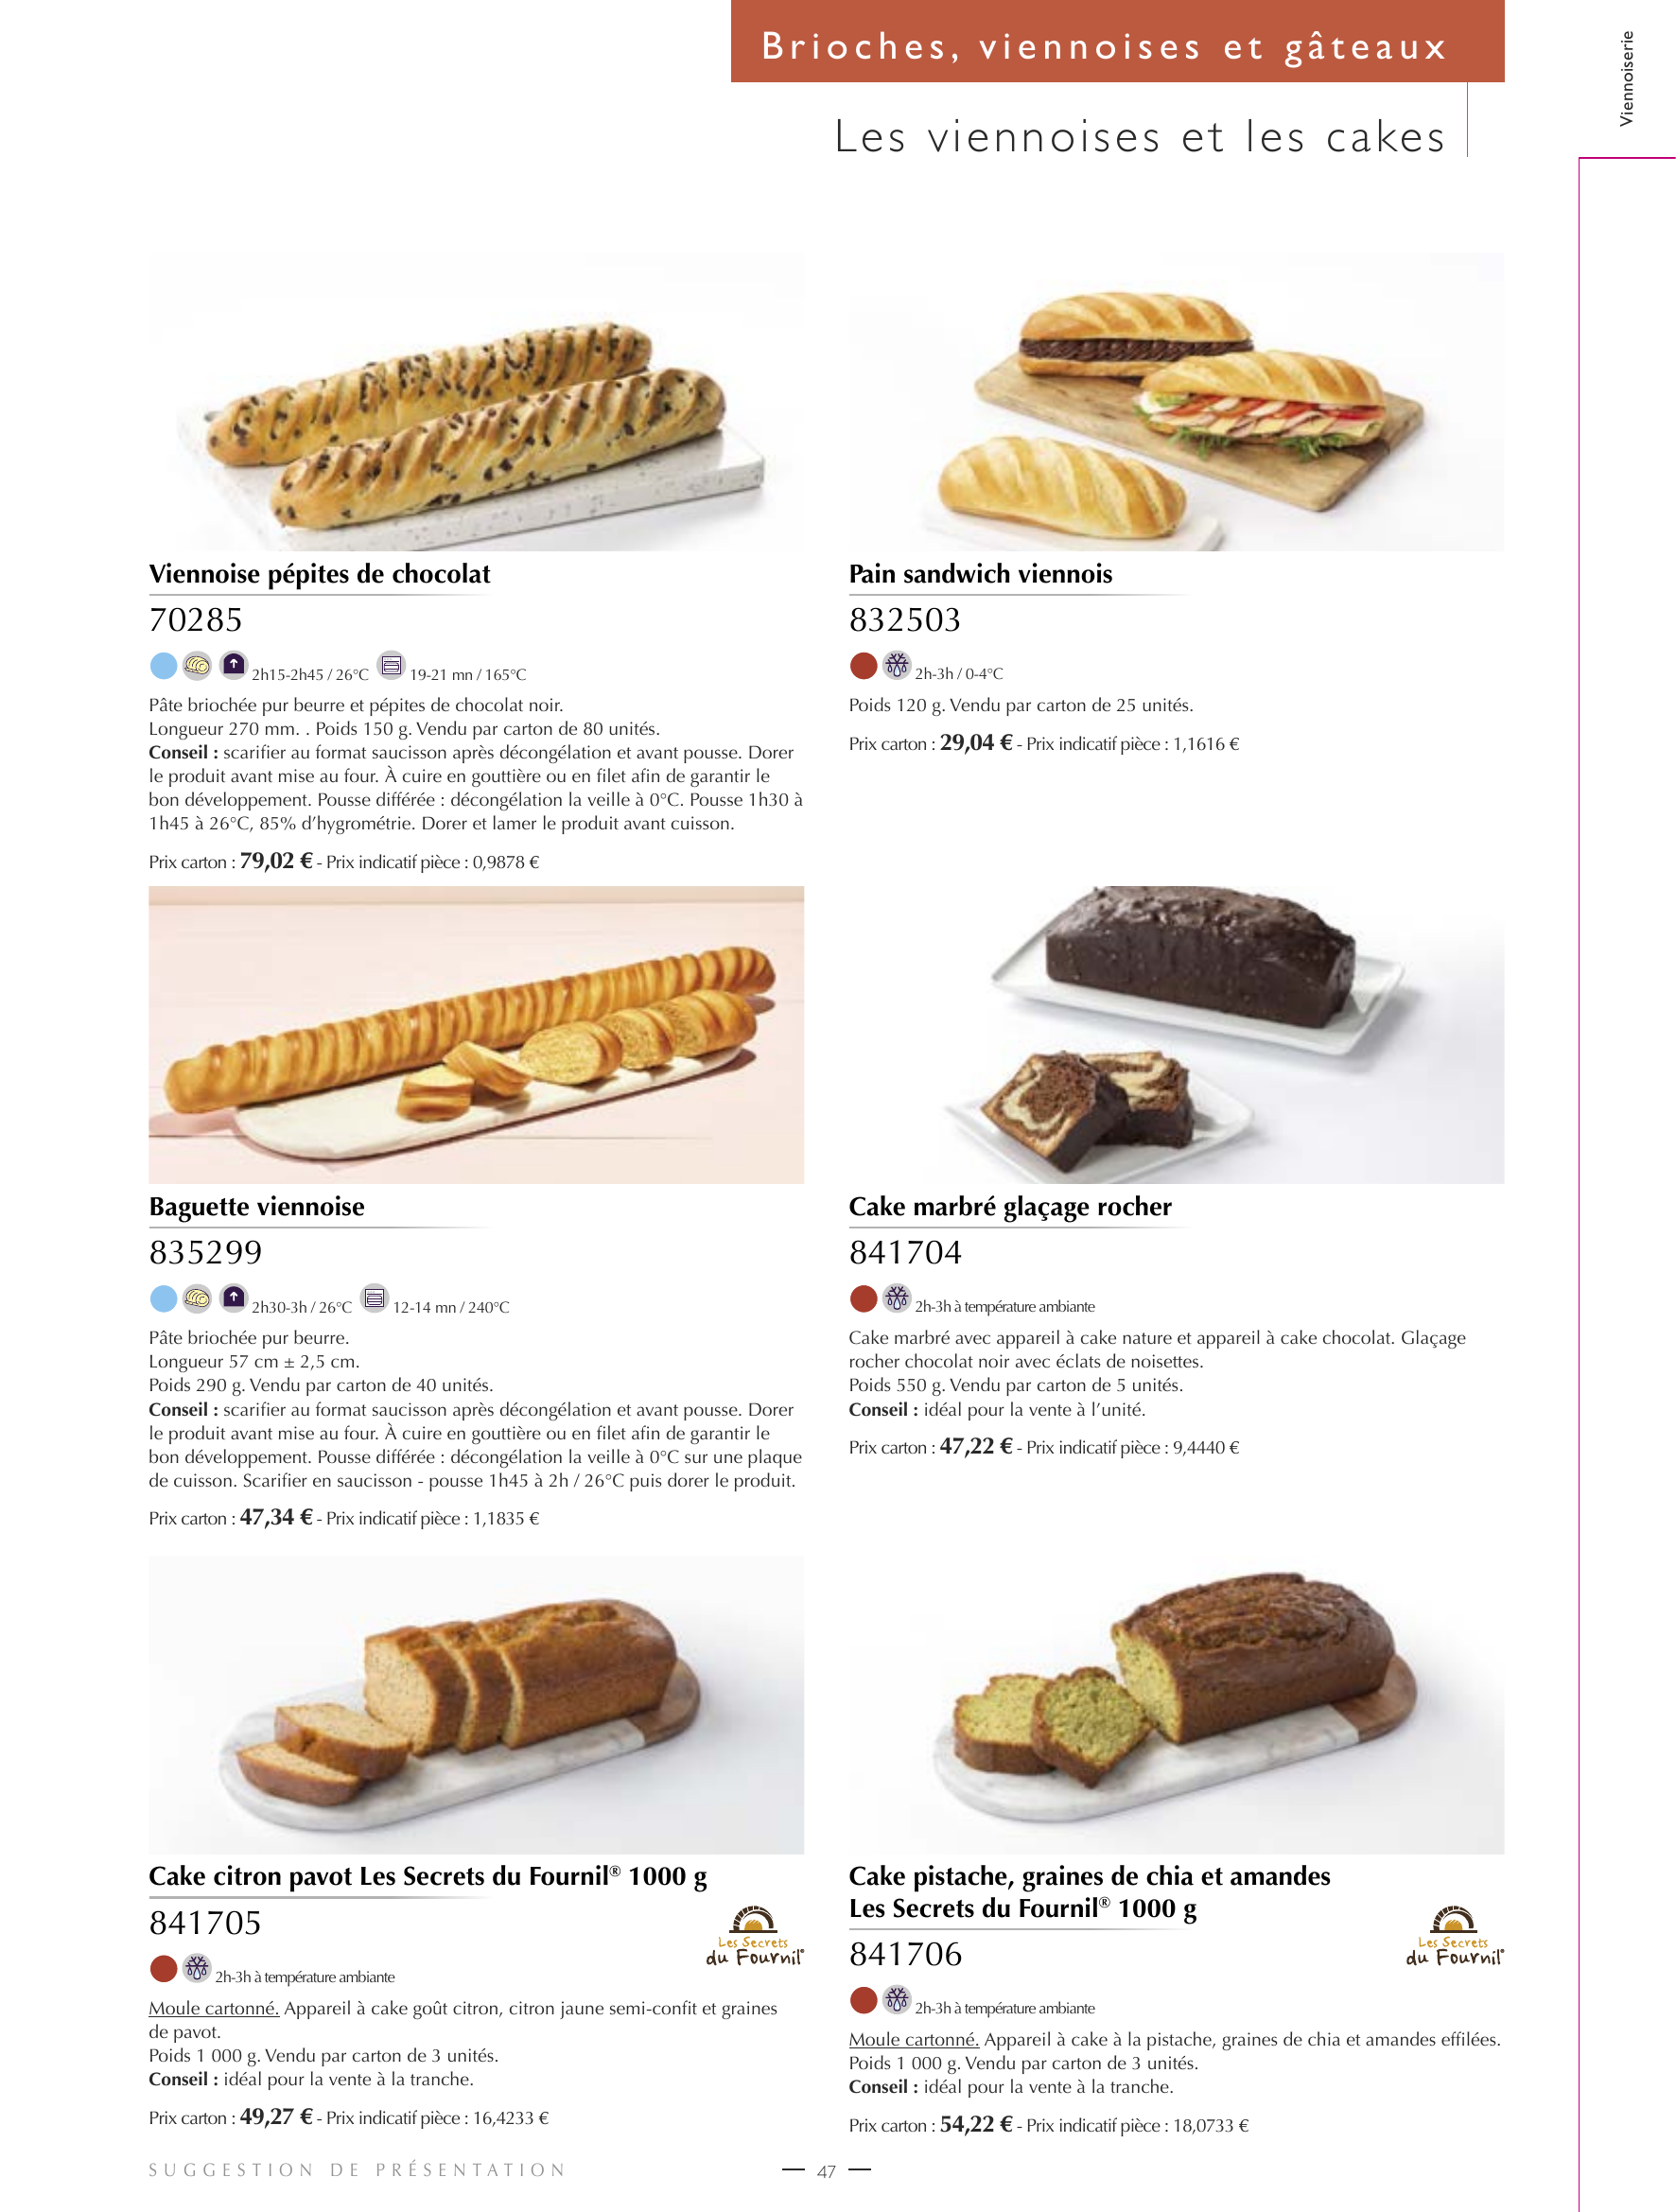 Brioches, viennoises et gâteaux
Viennoiserie
Les viennoises et les cakes
Viennoise pépites de chocolat
70285
2h15-2h45 / 26°C 19-21 mn / 165°C
Pâte briochée pur beurre et pépites de chocolat noir.
Longueur 270 mm. . Poids 150 g. Vendu par carton de 80 unités.
Conseil : scarifier au format saucisson après décongélation et avant pousse. Dorer
le produit avant mise au four. À cuire en gouttière ou en filet afin de garantir le
bon développement. Pousse différée : décongélation la veille à 0°C. Pousse 1h30 à
1h45 à 26°C, 85% d’hygrométrie. Dorer et lamer le produit avant cuisson.
Prix carton : 79,02 € - Prix indicatif pièce : 0,9878 €
Pain sandwich viennois
832503
2h-3h / 0-4°C
Poids 120 g. Vendu par carton de 25 unités.
Prix carton : 29,04 € - Prix indicatif pièce : 1,1616 €
Baguette viennoise
835299
2h30-3h / 26°C 12-14 mn / 240°C
Pâte briochée pur beurre.
Longueur 57 cm ± 2,5 cm.
Poids 290 g. Vendu par carton de 40 unités.
Conseil : scarifier au format saucisson après décongélation et avant pousse. Dorer
le produit avant mise au four. À cuire en gouttière ou en filet afin de garantir le
bon développement. Pousse différée : décongélation la veille à 0°C sur une plaque
de cuisson. Scarifier en saucisson - pousse 1h45 à 2h / 26°C puis dorer le produit.
Prix carton : 47,34 € - Prix indicatif pièce : 1,1835 €
Cake marbré glaçage rocher
841704
2h-3h à température ambiante
Cake marbré avec appareil à cake nature et appareil à cake chocolat. Glaçage
rocher chocolat noir avec éclats de noisettes.
Poids 550 g. Vendu par carton de 5 unités.
Conseil : idéal pour la vente à l’unité.
Prix carton : 47,22 € - Prix indicatif pièce : 9,4440 €
Cake citron pavot Les Secrets du Fournil® 1000 g
841705
Les Secrets
du Fournil®
2h-3h à température ambiante
Moule cartonné. Appareil à cake goût citron, citron jaune semi-confit et graines
de pavot.
Poids 1 000 g. Vendu par carton de 3 unités.
Conseil : idéal pour la vente à la tranche.
Prix carton : 49,27 € - Prix indicatif pièce : 16,4233 €
Cake pistache, graines de chia et amandes
Les Secrets du Fournil® 1000 g
841706
Les Secrets
du Fournil®
2h-3h à température ambiante
Moule cartonné. Appareil à cake à la pistache, graines de chia et amandes effilées.
Poids 1 000 g. Vendu par carton de 3 unités.
Conseil : idéal pour la vente à la tranche.
Prix carton : 54,22 € - Prix indicatif pièce : 18,0733 €
SUGGESTION DE PRÉSENTATION
47